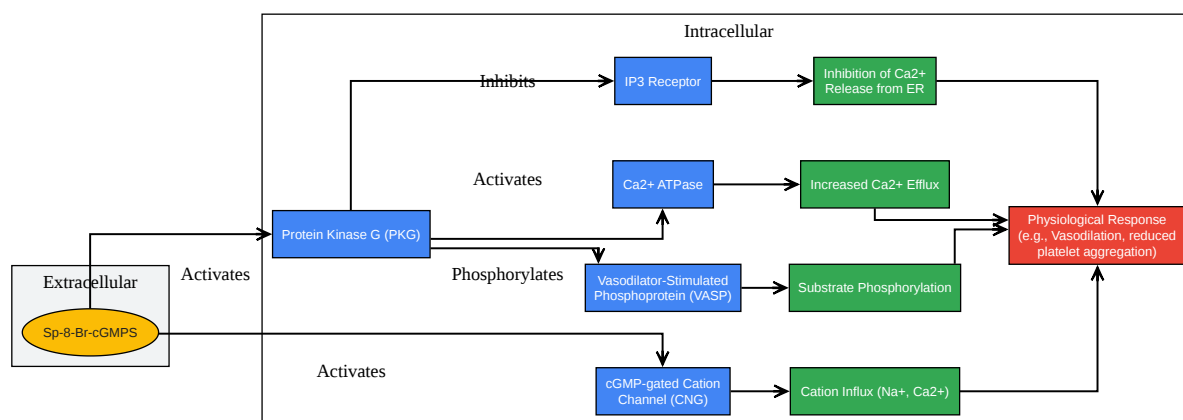 Intracellular
Inhibits
IP3 Receptor
Inhibition of Ca2+
Release from ER
Activates
Ca2+ ATPase
Increased Ca2+ Efflux
Protein Kinase G (PKG)
Physiological Response
(e.g., Vasodilation, reduced
platelet aggregation)
Extracellular
Activates
Phosphorylates
Vasodilator-Stimulated
Phosphoprotein (VASP)
Substrate Phosphorylation
Sp-8-Br-cGMPS
Activates
cGMP-gated Cation
Channel (CNG)
Cation Influx (Na+, Ca2+)